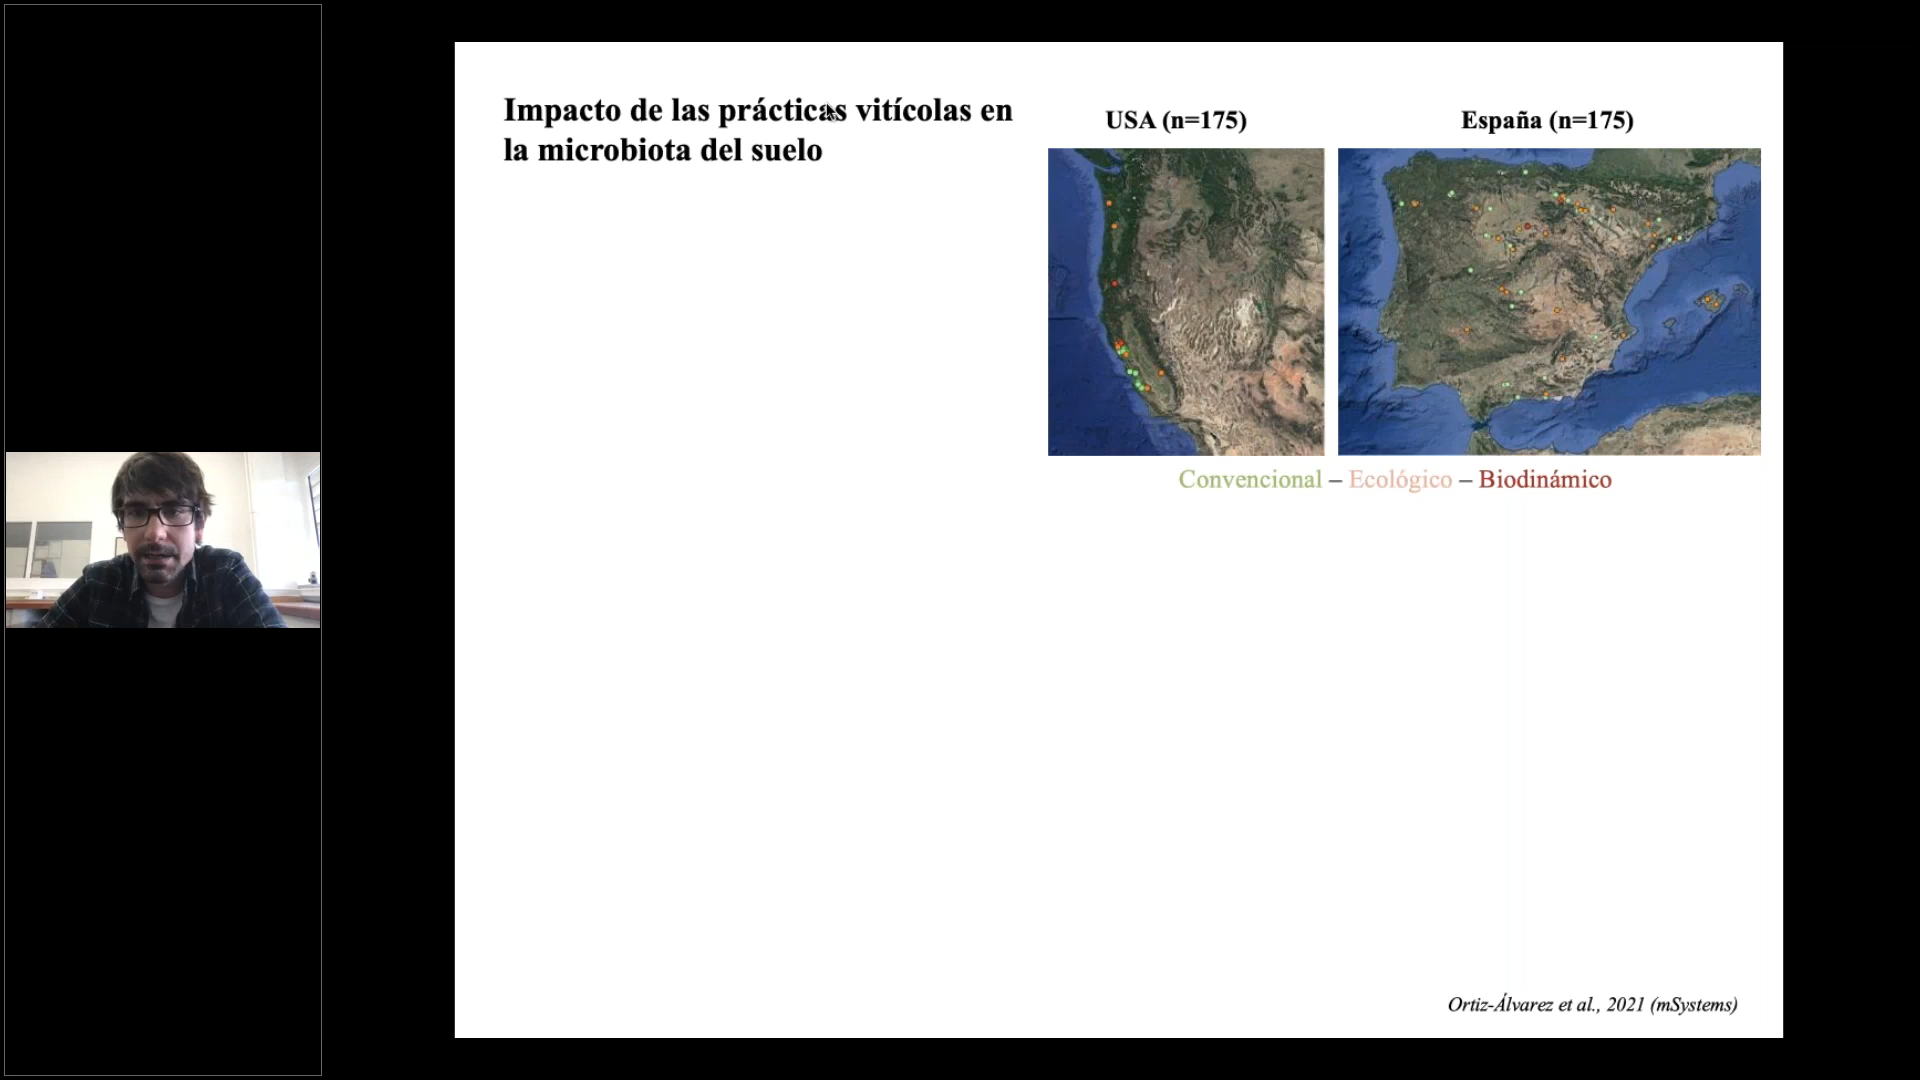 Impacto de las prácticas vitícolas en
la microbiota del suelo
USA (n=175)
España (n=175)
Convencional – Ecológico – Biodinámico
Ortiz-Álvarez et al., 2021 (mSystems)